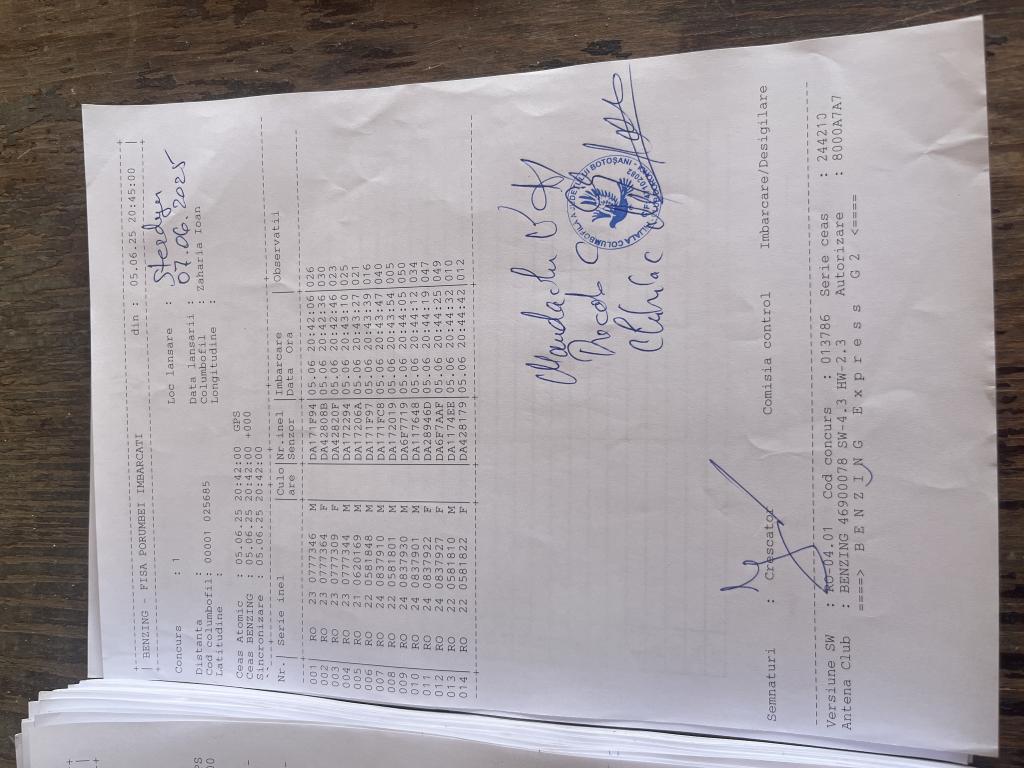 BENZING FISA PORUMBEI IMBARCATI din : 05.06.25 20:45:00
Concurs : 1 Loc lansare :
07.06.2025
Distanta : Data lansarii :
Cod columbofil: 00001 025685 Columbofil : Zaharia Ioan
Latitudine : Longitudine :
Ceas Atomic : 05.06.25 20:42:00 GPS
Ceas BENZING : 05.06.25 20:42:00 +000
Sincronizare : 05.06.25 20:42:00
Nr. Serie inel Culo Nr.inel Imbarcare Observatii
are Senzor Data Ora
001 RO 23 0777346 M DA171F94 05.06 20:42:06 026
002 RO 23 0777364 F DA42808B 05.06 20:42:36 030
003 RO 23 0777309 F DA42820F 05.06 20:42:46 023
004 RO 23 0777344 M DA172294 05.06 20:43:10 025
005 RO 21 0620169 M DA17206A 05.06 20:43:27 021
006 RO 22 0581848 M DA171F97 05.06 20:43:39 016
007 RO 24 0837910 M DA171FC8 05.06 20:43:47 040
008 RO 22 0581801 M DA172019 05.06 20:43:54 005
009 RO 24 0837930 M DA6F7719 05.06 20:44:05 050
010 RO 24 0837901 M DA117648 05.06 20:44:12 034
011 RO 24 0837922 F DA28946D 05.06 20:44:19 047
012 RO 24 0837927 F DA6F7AAF 05.06 20:44:25 049
013 RO 22 0581810 M DA1174EE 05.06 20:44:32 010
014 RO 22 0581822 F DA428179 05.06 20:44:42 012
Semnaturi : Crescator Comisia control Imbarcare/Desigilare
Versiune SW : RO-04.01 Cod concurs : 013786 Serie ceas : 244210
Antena Club : BENZING 46900078 SW-4.3 HW-2.3 Autorizare : 8000A7A7
====> B E N Z I N G E x p r e s s G 2 <====